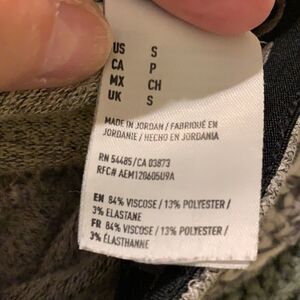 US S
CA P
MX CH
UK S
MADE IN JORDAN / FABRIQUÉ EN
JORDANIE / HECHO EN JORDANIA
RN 54485/CA 03873
RFC# AEM120605U9A
EN 84% VISCOSE / 13% POLYESTER /
3% ELASTANE
FR 84% VISCOSE / 13% POLYESTER /
3% ÉLASTHANNE